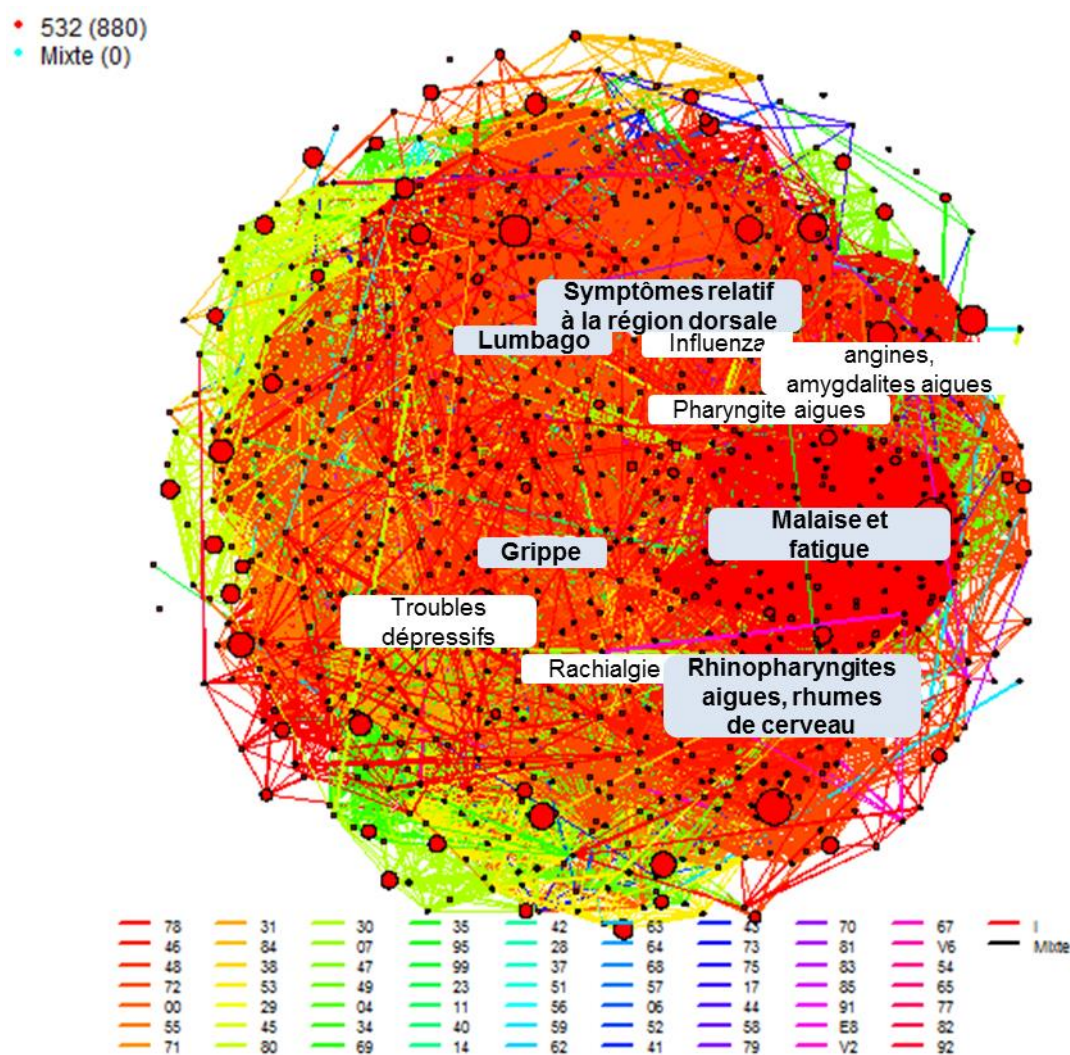 532 (880)
Mixte (0)
Symptômes relatif
à la région dorsale
Lumbago
Influenza
angines,
amygdalites aigues
Pharyngite aigues
Malaise et
fatigue
Grippe
Troubles
dépressifs
Rachialgie
Rhinopharyngites
aigues, rhumes
de cerveau
78 31 30 35 42 63 43 70 67 I
46 84 07 95 28 64 73 81 V6 Mixte
48 38 47 99 37 68 75 83 54
72 53 49 23 51 57 17 85 65
00 29 04 11 56 06 44 91 77
55 45 34 40 59 52 58 E8 82
71 80 69 14 62 41 79 V2 92